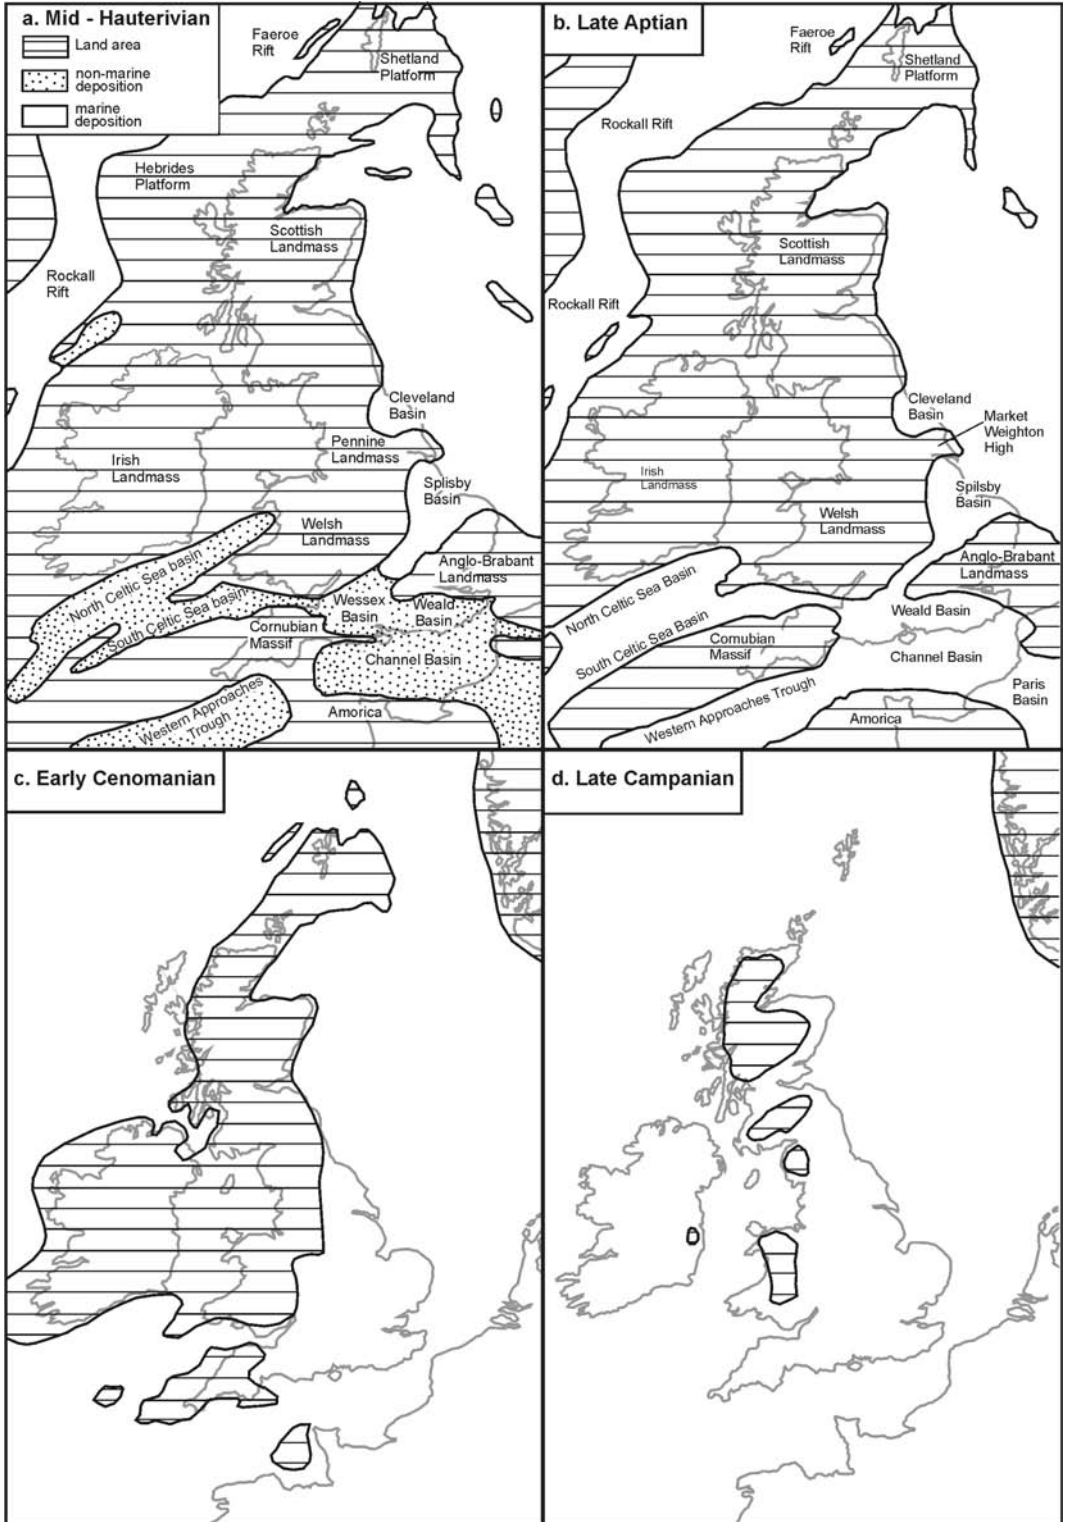 a. Mid - Hauterivian
Land area
non-marine
deposition
marine
deposition
Faeroe
Rift
Shetland
Platform
Hebrides
Platform
Scottish
Landmass
Rockall
Rift
Cleveland
Basin
Pennine
Landmass
Irish
Landmass
Splisby
Basin
Welsh
Landmass
Anglo-Brabant
Landmass
North Celtic Sea basin
South Celtic Sea basin
Wessex
Basin
Weald
Basin
Cornubian
Massif
Channel Basin
Western Approaches
Trough
Amorica
b. Late Aptian
Faeroe
Rift
Shetland
Platform
Rockall Rift
Scottish
Landmass
Rockall Rift
Cleveland
Basin
Market
Weighton
High
Irish
Landmass
Spilsby
Basin
Welsh
Landmass
Anglo-Brabant
Landmass
North Celtic Sea Basin
South Celtic Sea Basin
Weald Basin
Cornubian
Massif
Channel Basin
Western Approaches Trough
Paris
Basin
Amorica
c. Early Cenomanian
d. Late Campanian